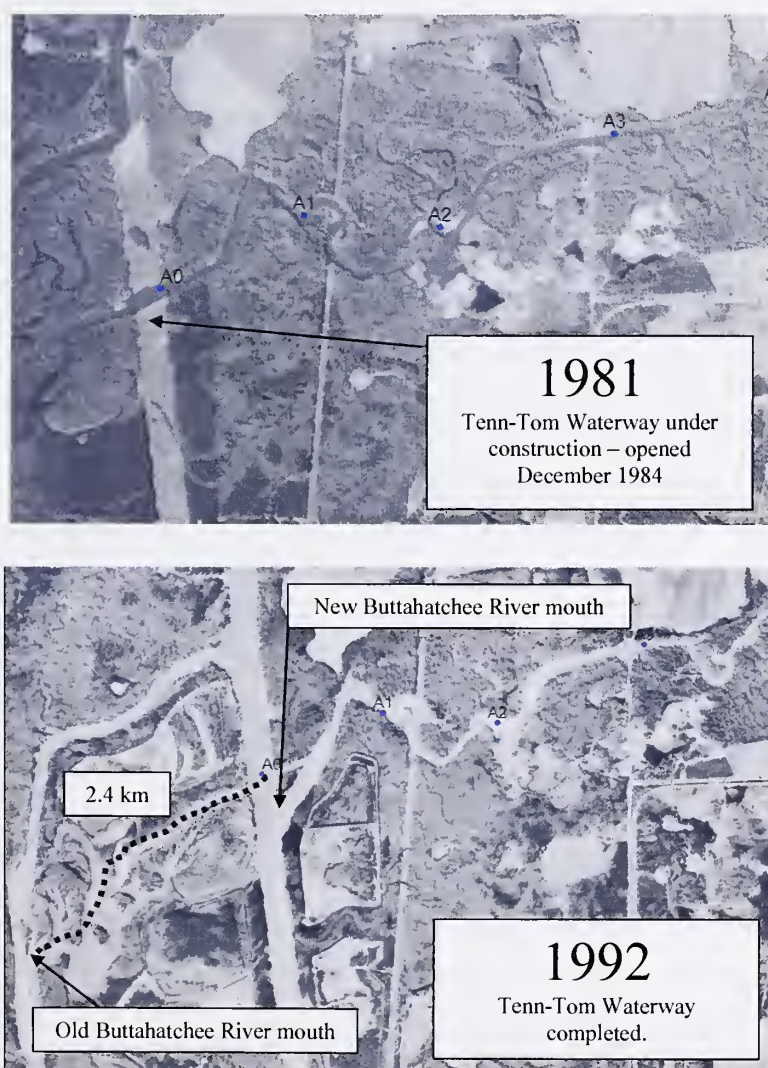 A3
A1
A2
A0
1981
Tenn-Tom Waterway under
construction – opened
December 1984
New Buttahatchee River mouth
A1
A2
2.4 km
1992
Tenn-Tom Waterway
completed.
Old Buttahatchee River mouth